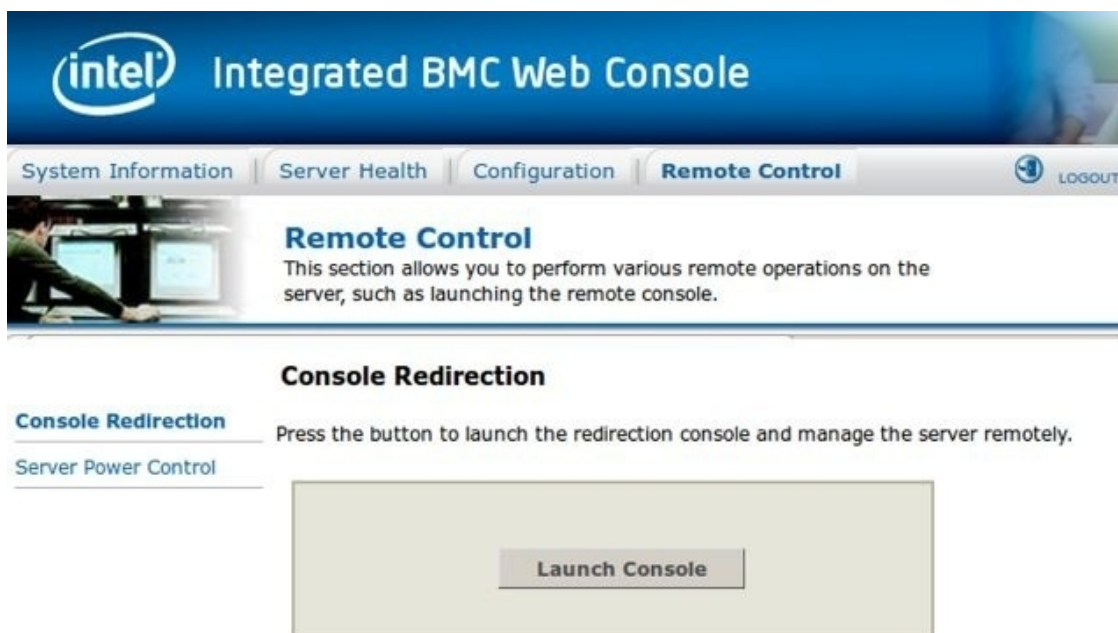 intel
Integrated BMC Web Console
System Information
Server Health
Configuration
Remote Control
LOGOUT
Remote Control
This section allows you to perform various remote operations on the
server, such as launching the remote console.
Console Redirection
Console Redirection
Server Power Control
Press the button to launch the redirection console and manage the server remotely.
Launch Console